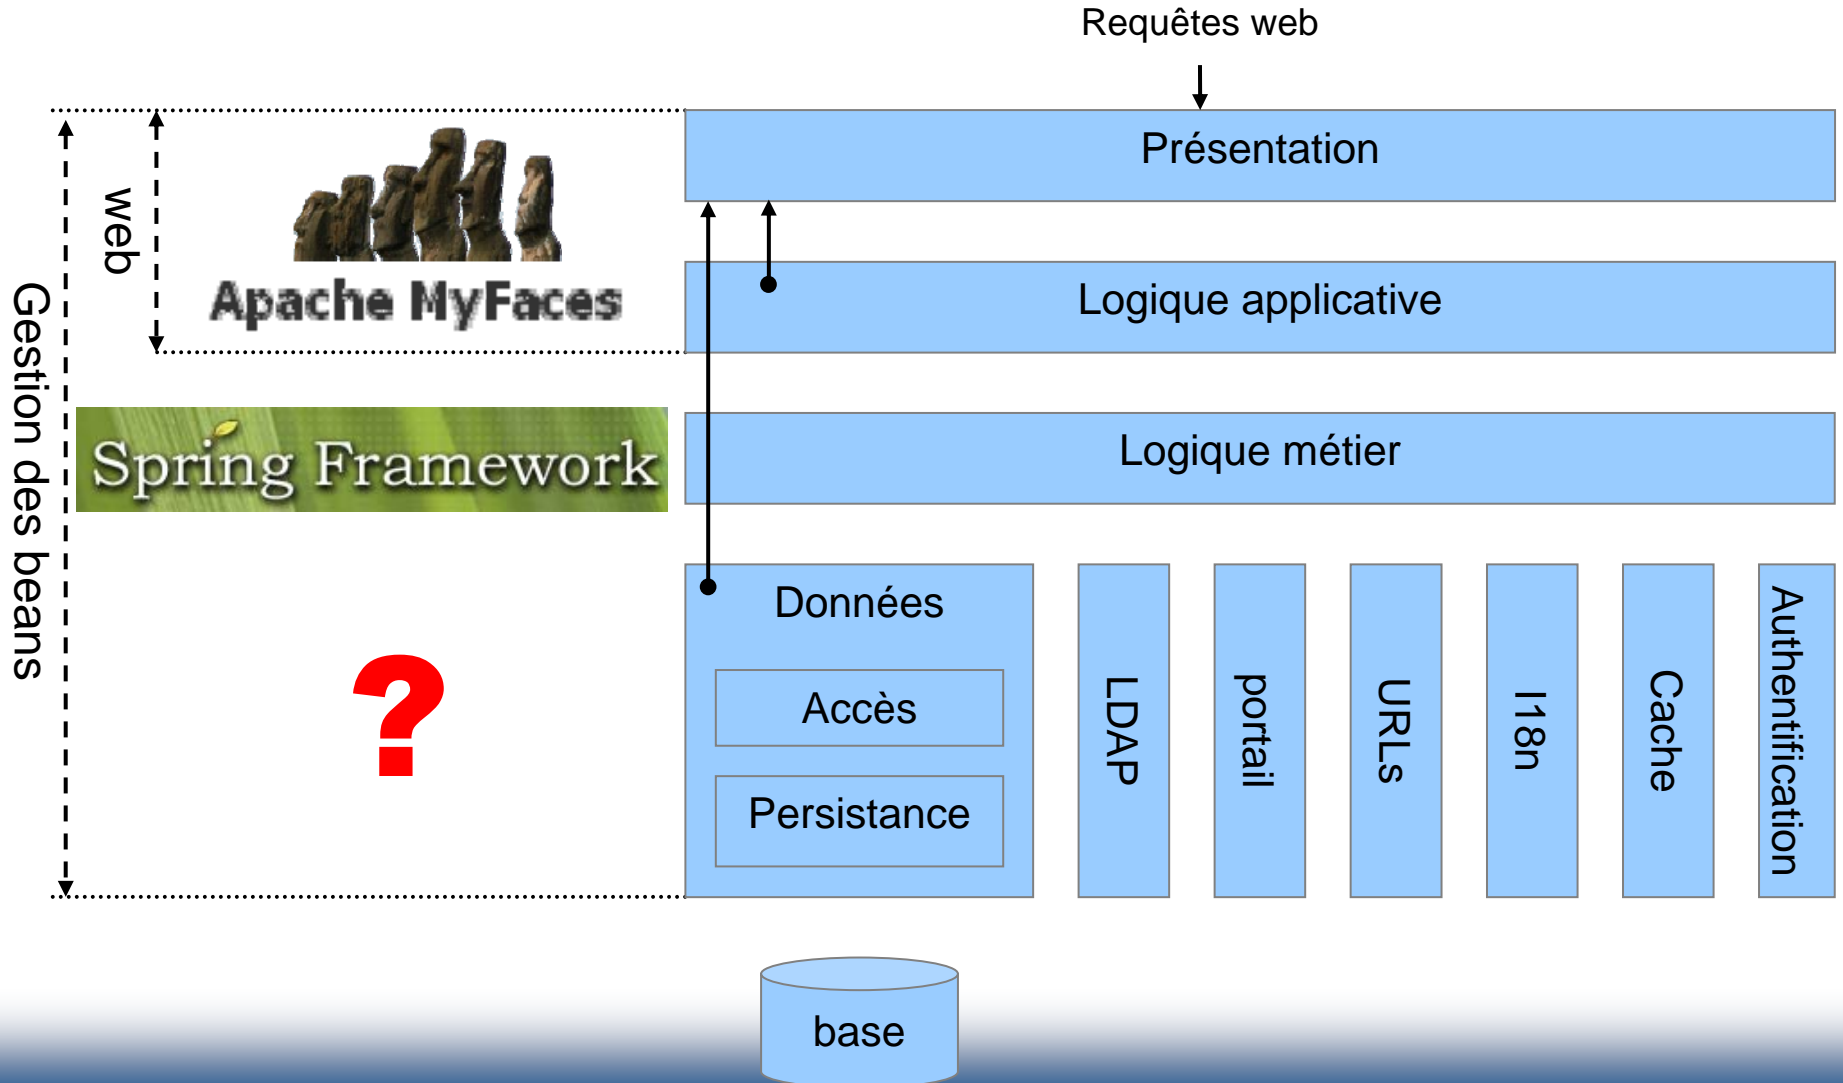 Requêtes web
Présentation
web
Apache MyFaces
Logique applicative
Gestion des beans
Spring Framework
Logique métier
?
Données
Accès
Persistance
LDAP
portail
URLs
I18n
Cache
Authentification
base